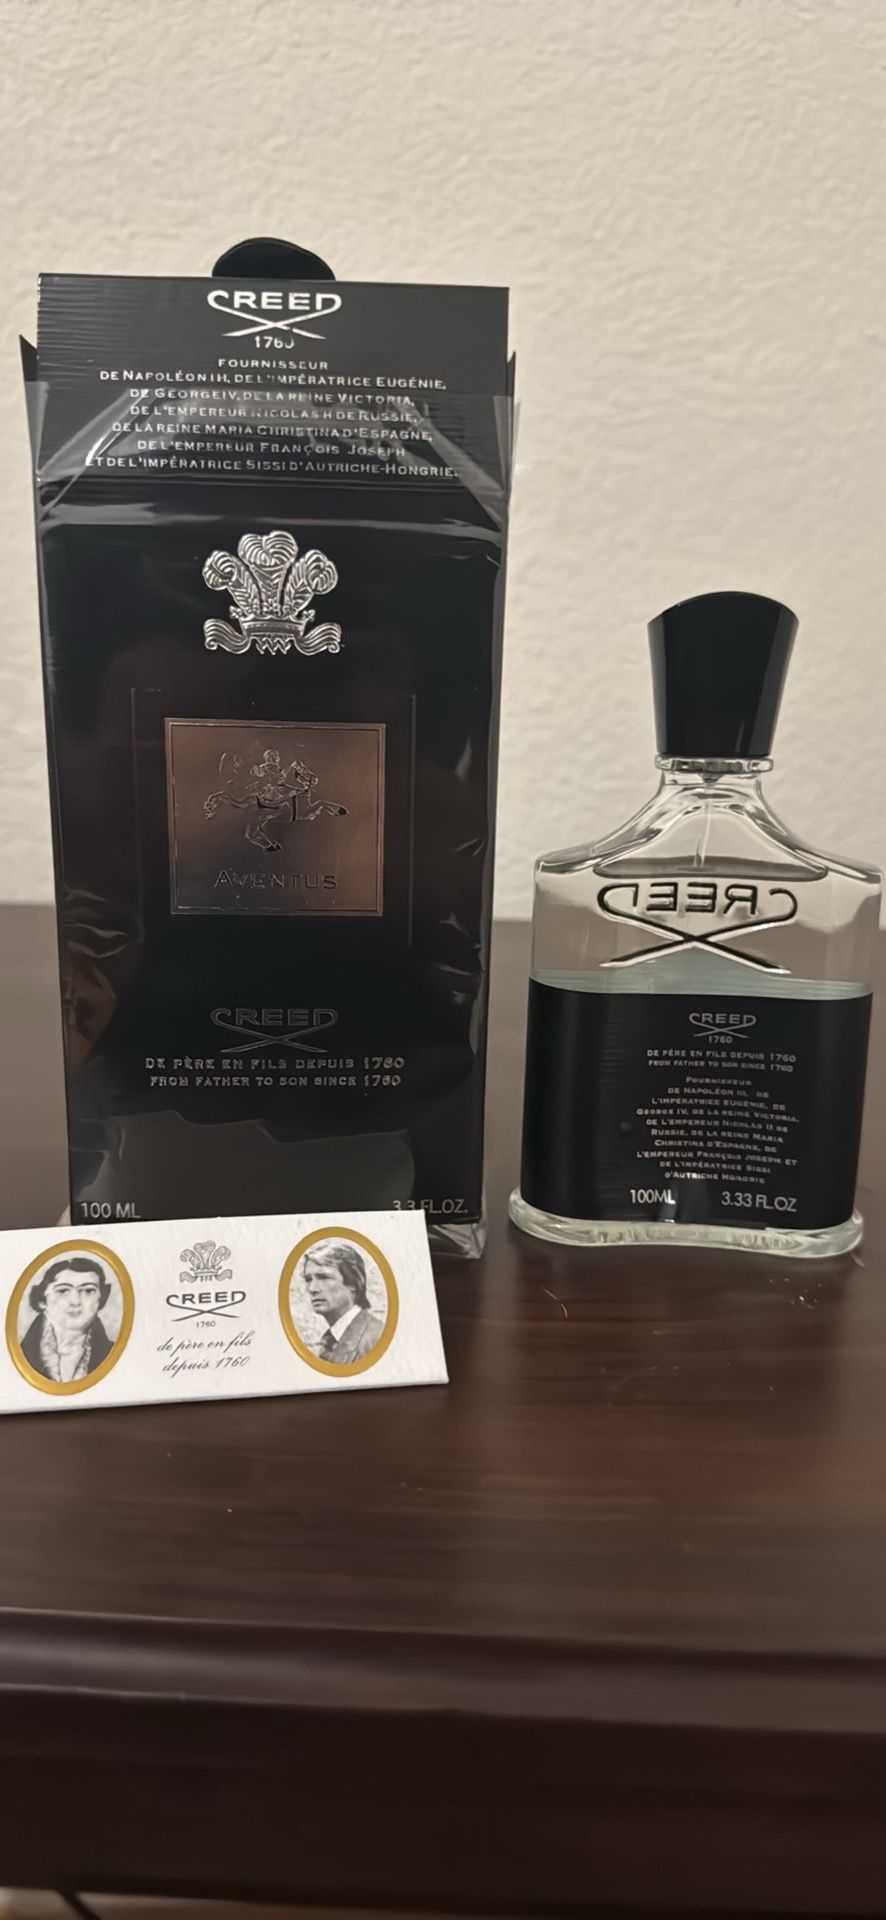 CREED
1760
FOURNISSEUR
DE NAPOLÉON IH, DE L'IMPÉRATRICE EUGÉNIE,
DE GEORGE IV, DE LA REINE VICTORIA,
DE L'EMPEREUR NICOLAS H DE RUSSIE,
DE LA REINE MARIA CHRISTINA D'ESPAGNE,
DE L'EMPEREUR FRANÇOIS JOSEPH
ET DE L'IMPÉRATRICE SISSI D'AUTRICHE-HONGRIE.
AVENTUS
CREED
DE PÈRE EN FILS DEPUIS 1760
FROM FATHER TO SON SINCE 1760
100 ML
3.3 FL.OZ.
CREED
1760
de père en fils
depuis 1760
CREED
CREED
1760
DE PÈRE EN FILS DEPUIS 1760
FROM FATHER TO SON SINCE 1760
FOURNISSEUR
DE NAPOLÉON III, DE
L'IMPÉRATRICE EUGÉNIE, DE
GEORGE IV, DE LA REINE VICTORIA,
DE L'EMPEREUR NICOLAS II DE
RUSSIE, DE LA REINE MARIA
CHRISTINA D'ESPAGNE, DE
L'EMPEREUR FRANÇOIS JOSEPH ET
DE L'IMPÉRATRICE SISSI
D'AUTRICHE HONGRIE
100ML
3.33 FL.OZ